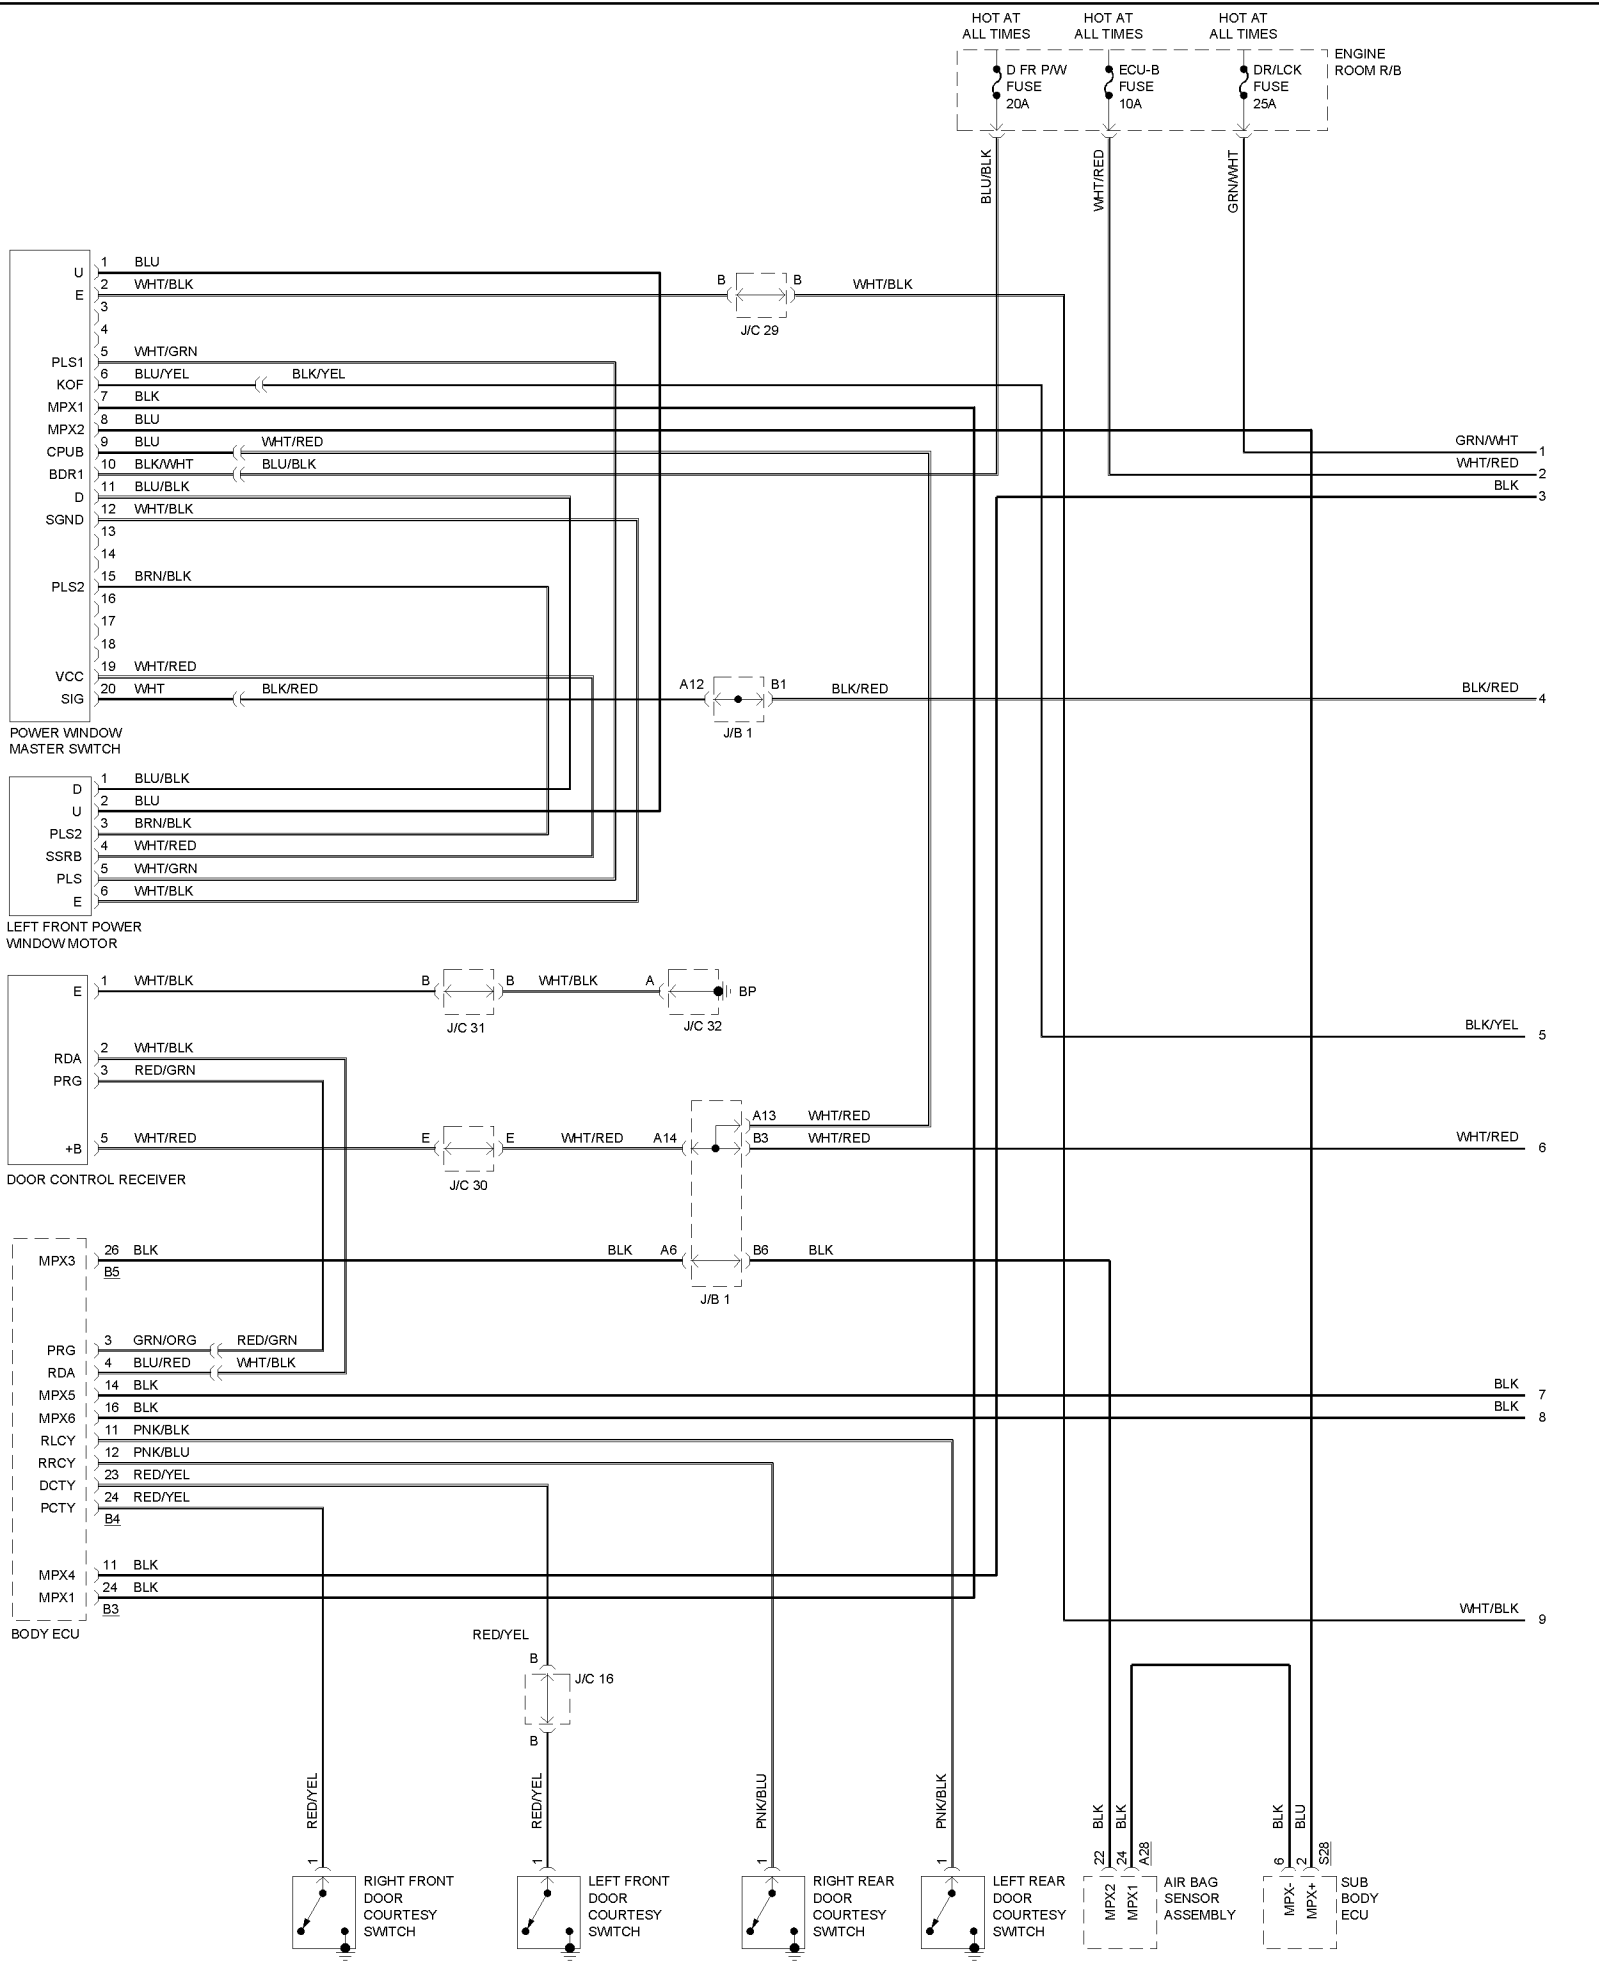 HOT AT
ALL TIMES
HOT AT
ALL TIMES
HOT AT
ALL TIMES
D FR P/W
FUSE
20A
ECU-B
FUSE
10A
DR/LCK
FUSE
25A
ENGINE
ROOM R/B
BLU/BLK
WHT/RED
GRN/WHT
U 1 BLU
E 2 WHT/BLK
B B WHT/BLK
J/C 29
3
4
PLS1 5 WHT/GRN
KOF 6 BLU/YEL BLK/YEL
MPX1 7 BLK
MPX2 8 BLU
CPUB 9 BLU WHT/RED
BDR1 10 BLK/WHT BLU/BLK
GRN/WHT 1
WHT/RED 2
BLK 3
D 11 BLU/BLK
SGND 12 WHT/BLK
13
14
PLS2 15 BRN/BLK
16
17
18
VCC 19 WHT/RED
SIG 20 WHT BLK/RED A12 B1 BLK/RED BLK/RED 4
J/B 1
POWER WINDOW
MASTER SWITCH
D 1 BLU/BLK
U 2 BLU
PLS2 3 BRN/BLK
SSRB 4 WHT/RED
PLS 5 WHT/GRN
E 6 WHT/BLK
LEFT FRONT POWER
WINDOW MOTOR
E 1 WHT/BLK B B WHT/BLK A BP
J/C 31
J/C 32
BLK/YEL 5
RDA 2 WHT/BLK
PRG 3 RED/GRN
A13 WHT/RED
+B 5 WHT/RED E E WHT/RED A14 B3 WHT/RED WHT/RED 6
J/C 30
DOOR CONTROL RECEIVER
MPX3 26 BLK BLK A6 B6 BLK
B5
J/B 1
PRG 3 GRN/ORG RED/GRN
RDA 4 BLU/RED WHT/BLK
MPX5 14 BLK BLK 7
MPX6 16 BLK BLK 8
RLCY 11 PNK/BLK
RRCY 12 PNK/BLU
DCTY 23 RED/YEL
PCTY 24 RED/YEL
B4
MPX4 11 BLK
MPX1 24 BLK
B3
BODY ECU
WHT/BLK 9
RED/YEL
B
J/C 16
B
RED/YEL
RED/YEL
PNK/BLU
PNK/BLK
BLK
BLK
BLK
BLU
1
1
1
1
22
24
A28
6
2
S28
RIGHT FRONT
DOOR
COURTESY
SWITCH
LEFT FRONT
DOOR
COURTESY
SWITCH
RIGHT REAR
DOOR
COURTESY
SWITCH
LEFT REAR
DOOR
COURTESY
SWITCH
MPX2
MPX1
AIR BAG
SENSOR
ASSEMBLY
MPX-
MPX+
SUB
BODY
ECU